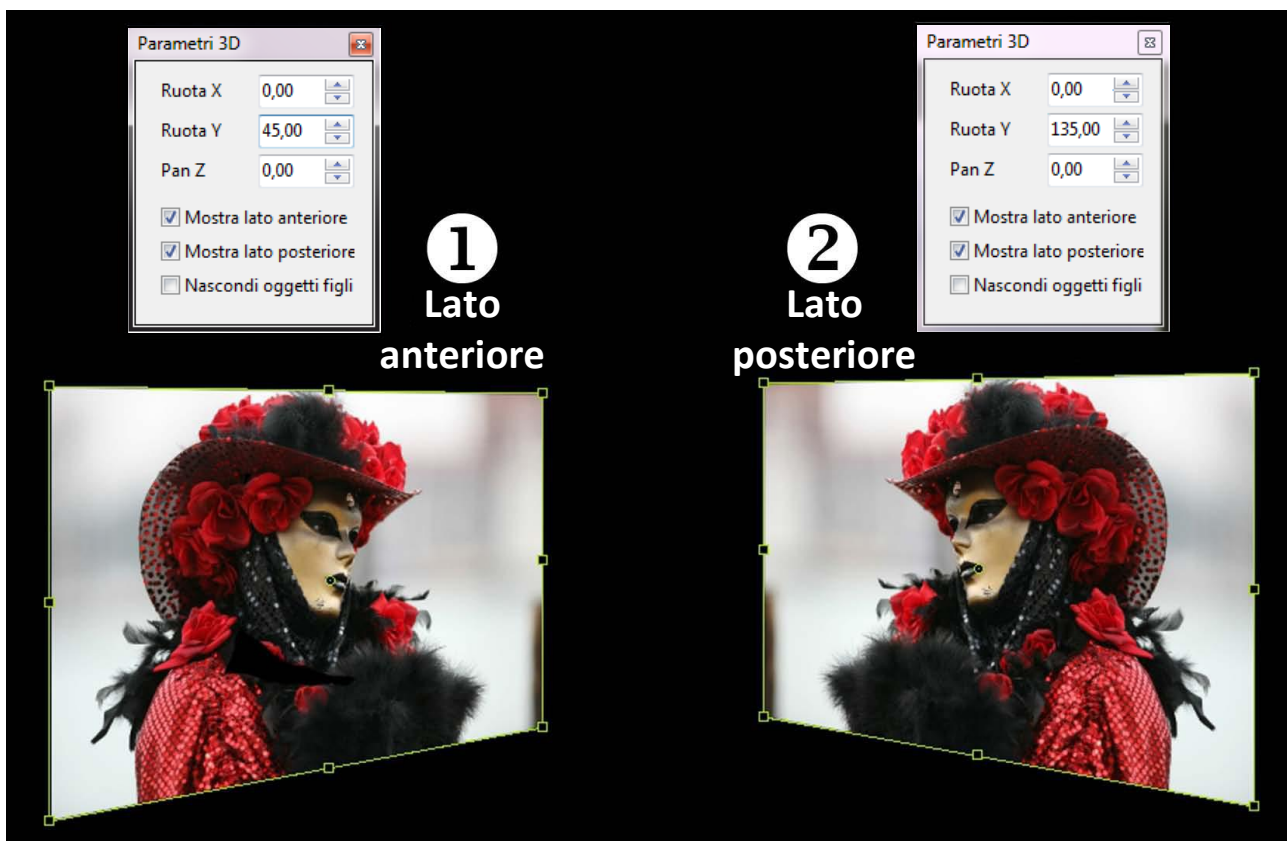 Parametri 3D
Ruota X 0,00
Ruota Y 45,00
Pan Z 0,00
Mostra lato anteriore
Mostra lato posteriore
Nascondi oggetti figli
1
Lato
anteriore
2
Lato
posteriore
Parametri 3D
Ruota X 0,00
Ruota Y 135,00
Pan Z 0,00
Mostra lato anteriore
Mostra lato posteriore
Nascondi oggetti figli